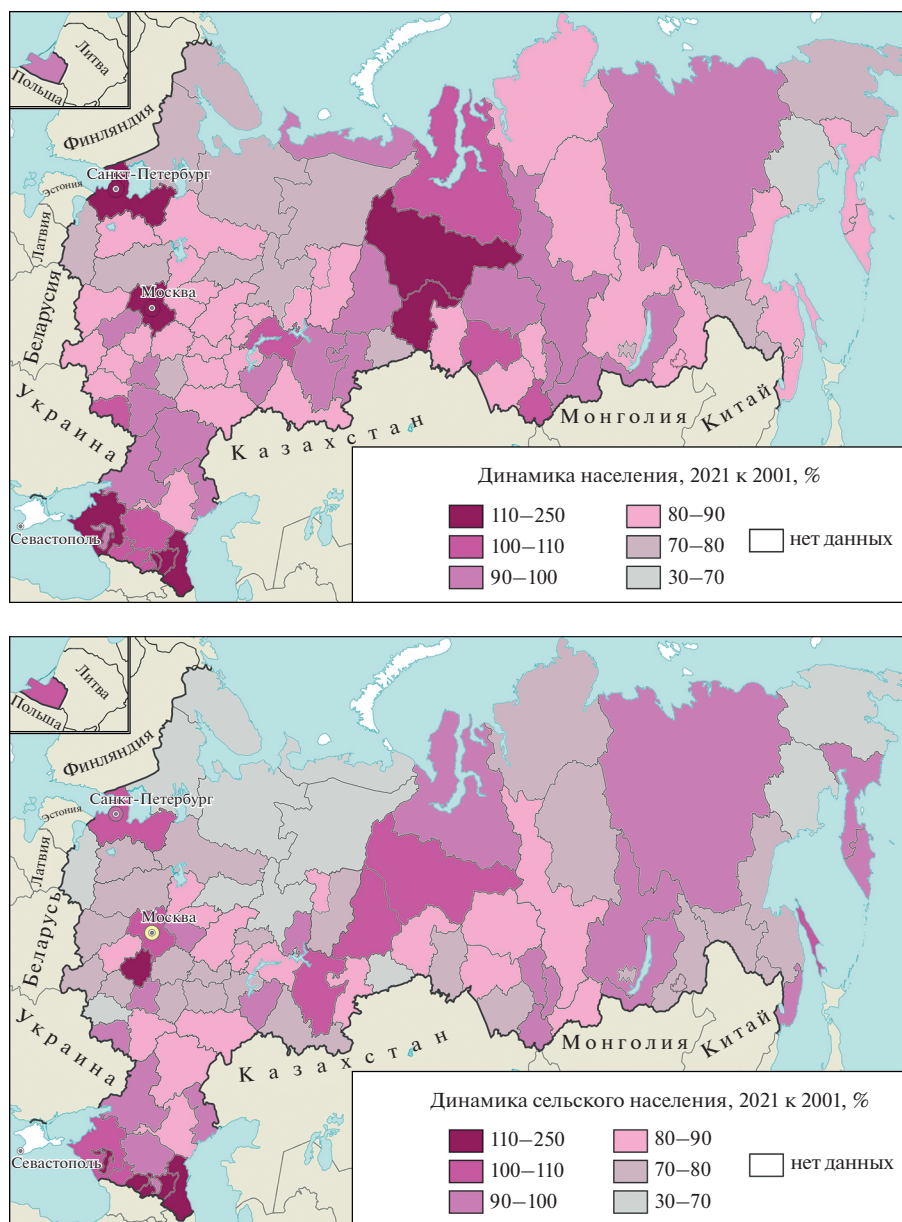 Литва
Польша
Финляндия
Санкт-Петербург
Эстония
Латвия
Беларусия
Москва
Украина
Казахстан
Монголия
Китай
Севастополь
Динамика населения, 2021 к 2001, %
110–250
100–110
90–100
80–90
70–80
30–70
нет данных
Литва
Польша
Финляндия
Санкт-Петербург
Эстония
Латвия
Беларусь
Москва
Украина
Казахстан
Монголия
Китай
Севастополь
Динамика сельского населения, 2021 к 2001, %
110–250
100–110
90–100
80–90
70–80
30–70
нет данных